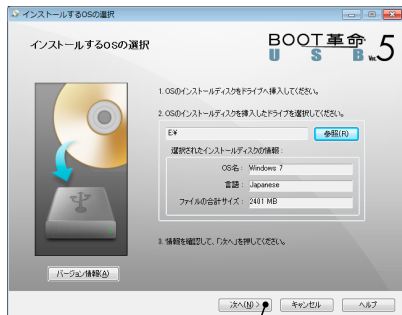 インストールするOSの選択
インストールするOSの選択
BOOT革命
USB Ver.5
1. OSのインストールディスクをドライブへ挿入してください。
2. OSのインストールディスクを挿入したドライブを選択してください。
E:¥
参照(R)
選択されたインストールディスクの情報:
OS名: Windows 7
言語: Japanese
ファイルの合計サイズ: 2401 MB
3. 情報を確認して、「次へ」を押してください。
バージョン情報(A)
次へ(N) >
キャンセル
ヘルプ